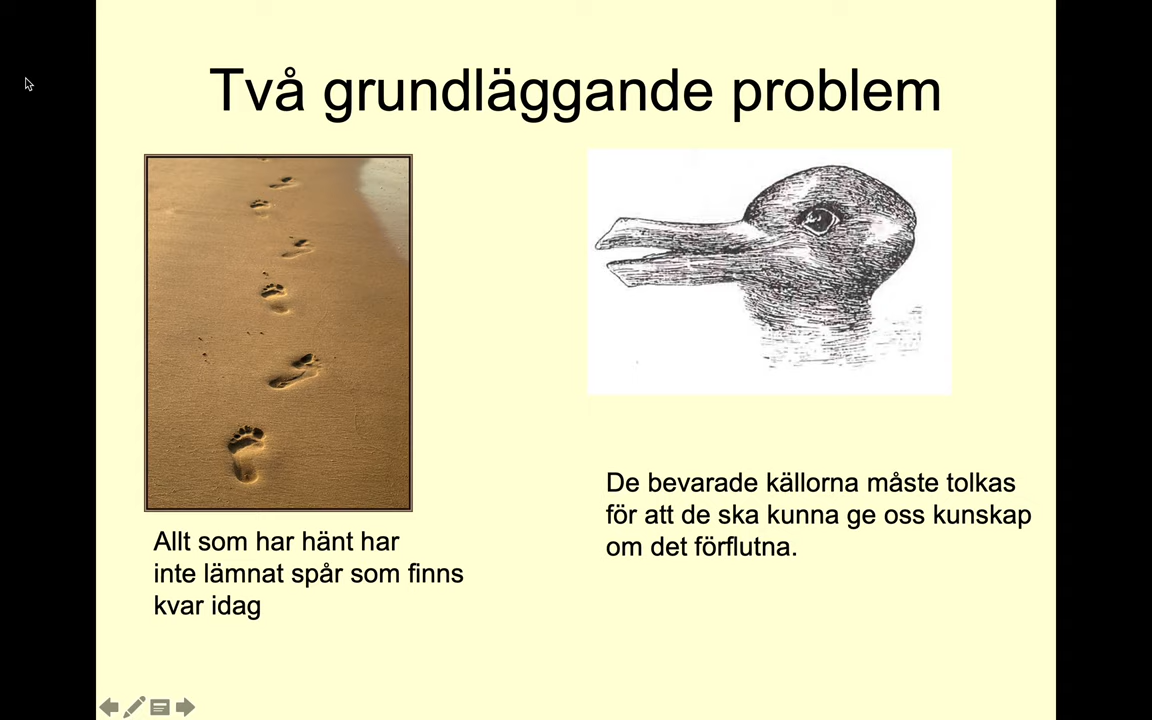 Två grundläggande problem
Allt som har hänt har
inte lämnat spår som finns
kvar idag
De bevarade källorna måste tolkas
för att de ska kunna ge oss kunskap
om det förflutna.